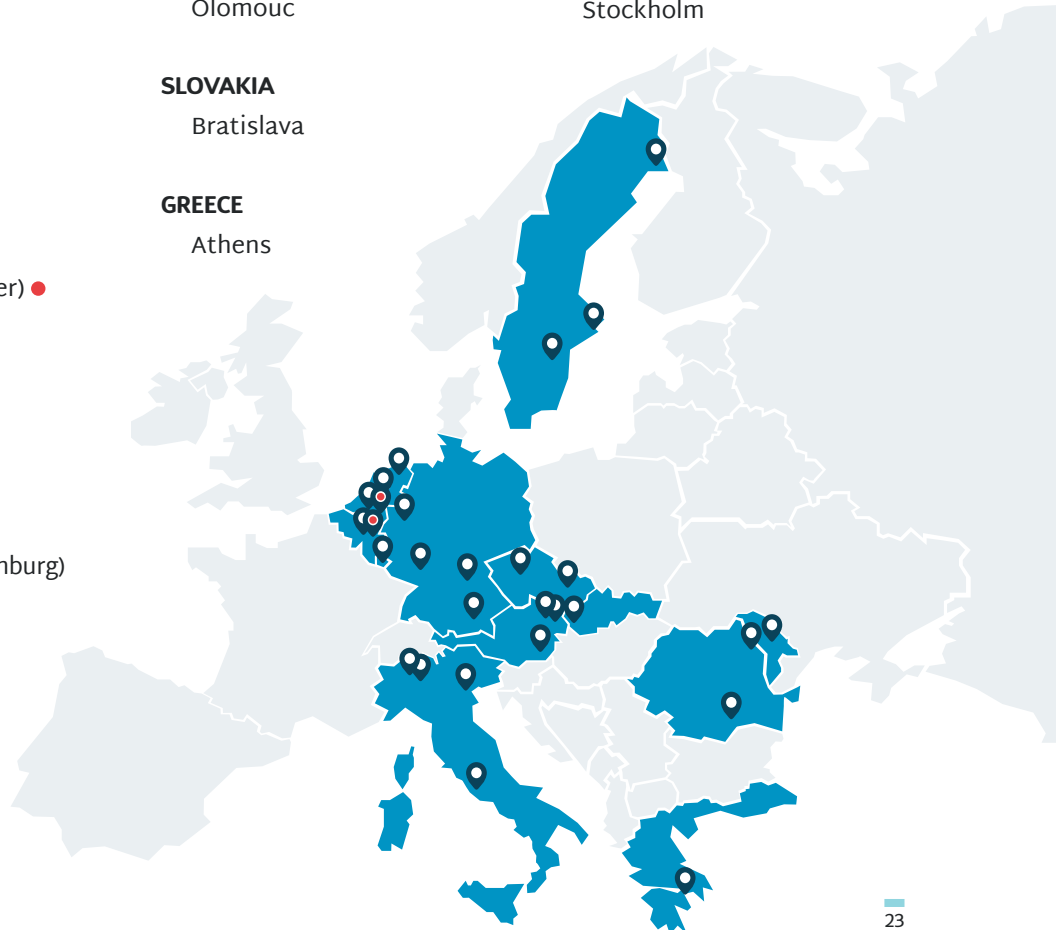 Olomouc
SLOVAKIA
Bratislava
GREECE
Athens
er)
nburg)
Stockholm
23